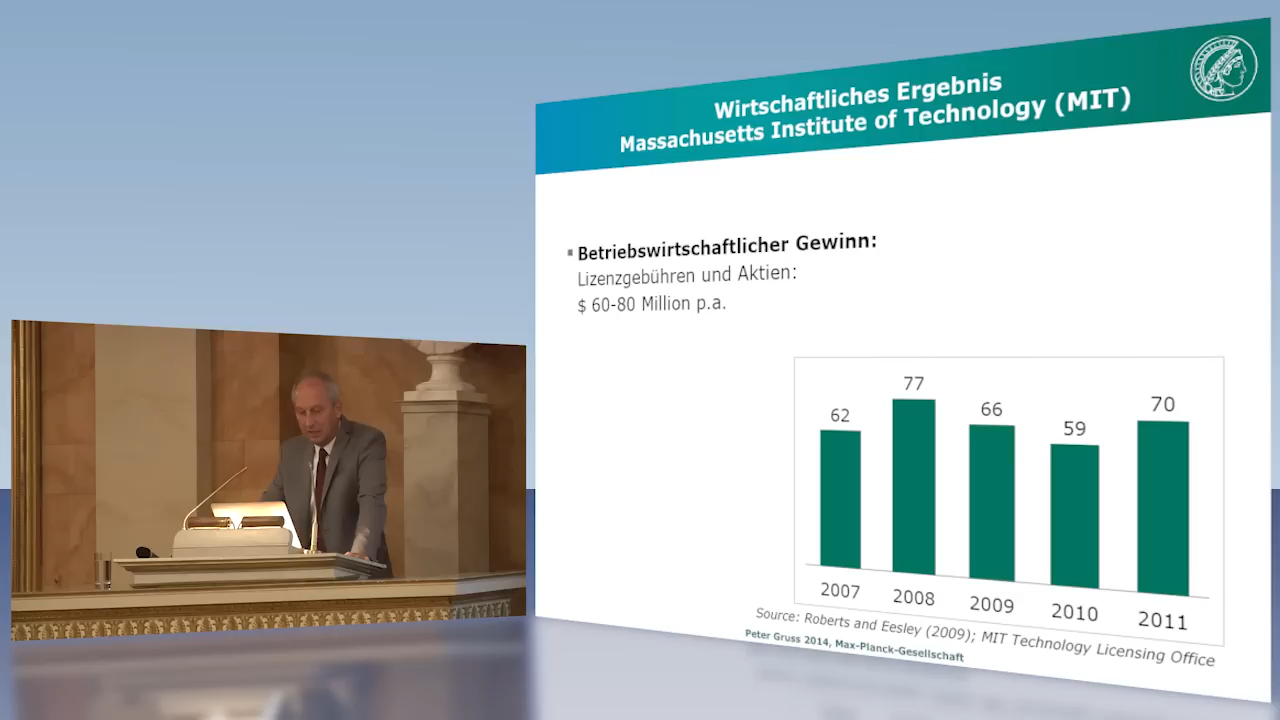 Wirtschaftliches Ergebnis
Massachusetts Institute of Technology (MIT)
▪ Betriebswirtschaftlicher Gewinn:
Lizenzgebühren und Aktien:
$ 60-80 Million p.a.
62
77
66
59
70
2007
2008
2009
2010
2011
Source: Roberts and Eesley (2009); MIT Technology Licensing Office
Peter Gruss 2014, Max-Planck-Gesellschaft